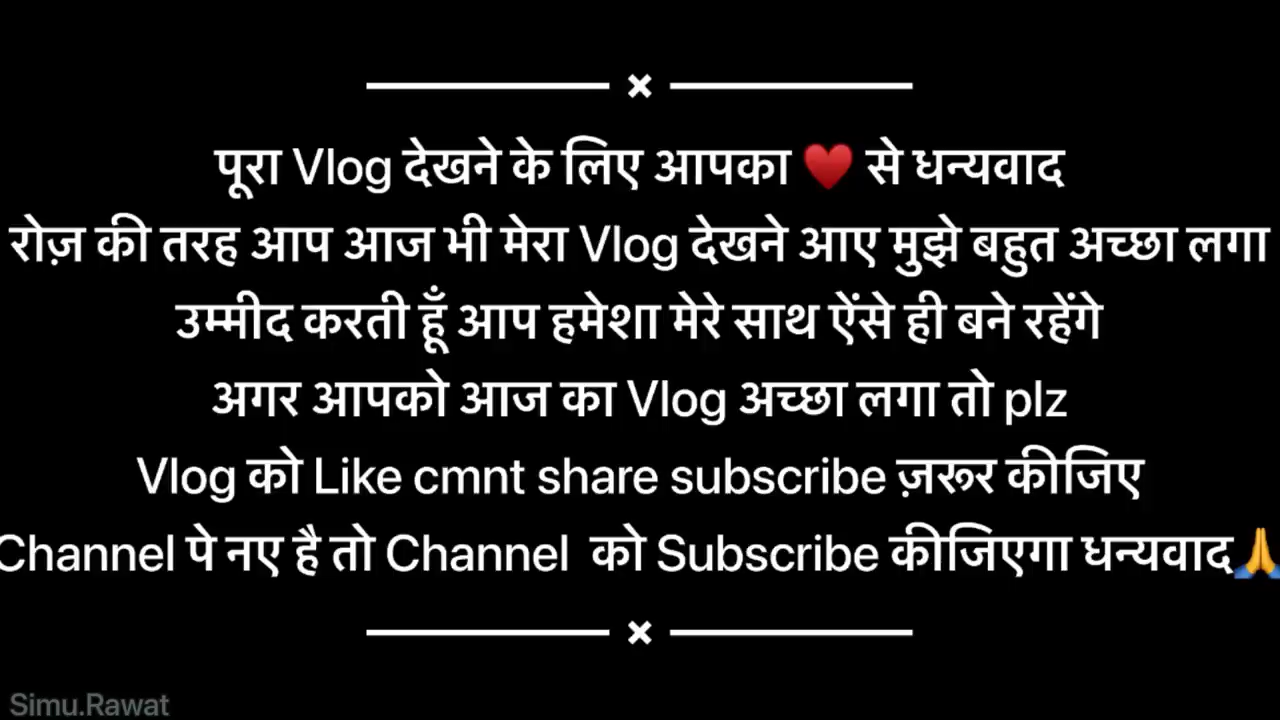 पूरा Vlog देखने के लिए आपका ♥️ से धन्यवाद
रोज़ की तरह आप आज भी मेरा Vlog देखने आए मुझे बहुत अच्छा लगा
उम्मीद करती हूँ आप हमेशा मेरे साथ ऐंसे ही बने रहेंगे
अगर आपको आज का Vlog अच्छा लगा तो plz
Vlog को Like cmnt share subscribe ज़रूर कीजिए
Channel पे नए है तो Channel को Subscribe कीजिएगा धन्यवाद🙏
Simu.Rawat